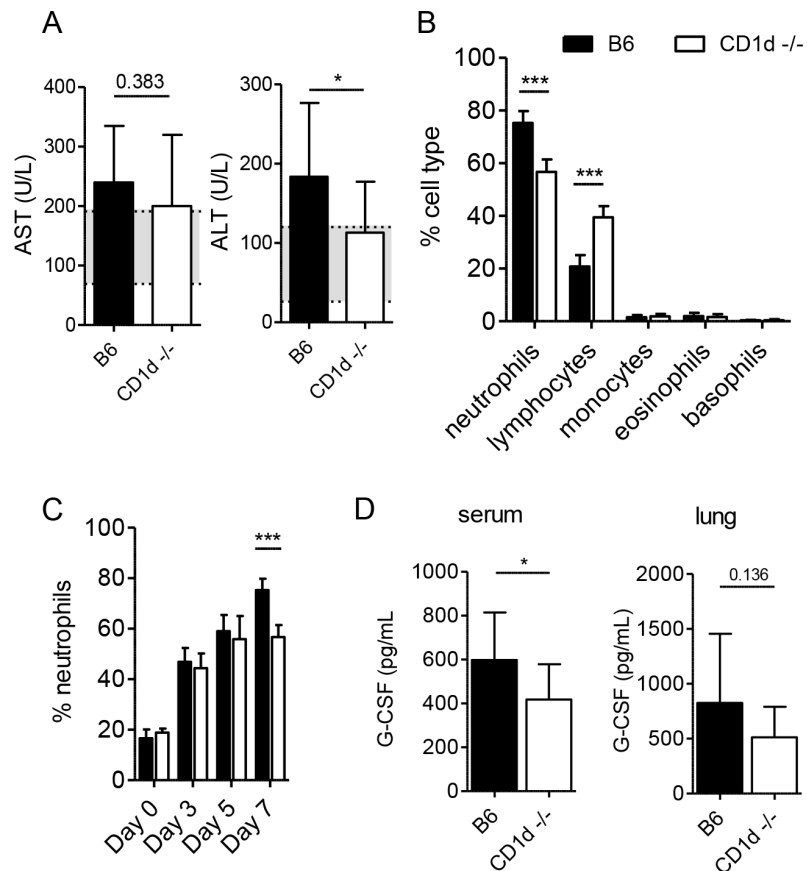 A
0.383
400
300
200
100
0
AST (U/L)
B6
CD1d -/-
*
300
200
100
0
ALT (U/L)
B6
CD1d -/-
B
B6
CD1d -/-
***
***
100
80
60
40
20
0
% cell type
neutrophils
lymphocytes
monocytes
eosinophils
basophils
C
***
100
80
60
40
20
0
% neutrophils
Day 0
Day 3
Day 5
Day 7
D
serum
*
1000
800
600
400
200
0
G-CSF (pg/mL
B6
CD1d -/-
lung
0.136
2000
1500
1000
500
0
G-CSF (pg/mL)
B6
CD1d -/-